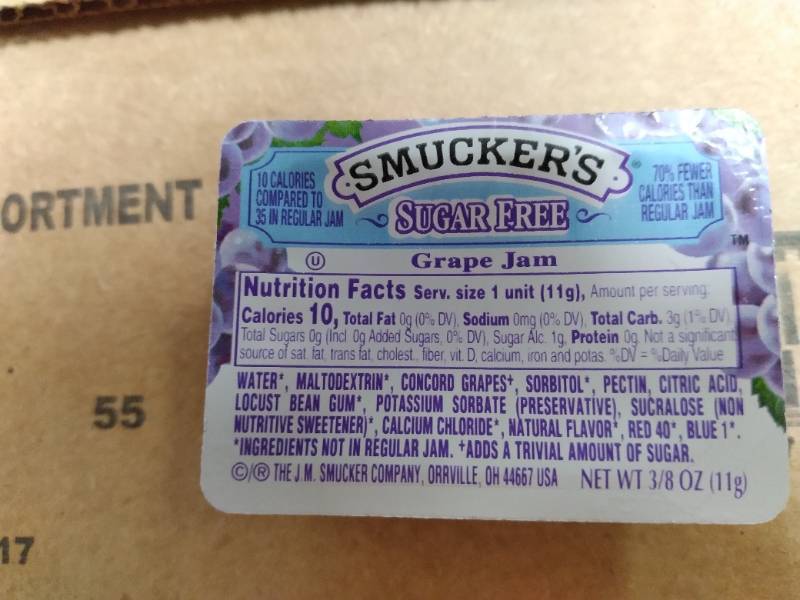 ORTMENT
55
17
10 CALORIES
COMPARED TO
35 IN REGULAR JAM
SMUCKER'S
®
SUGAR FREE
70% FEWER
CALORIES THAN
REGULAR JAM
TM
Ⓤ Grape Jam
Nutrition Facts Serv. size 1 unit (11g), Amount per serving:
Calories 10, Total Fat 0g (0% DV), Sodium 0mg (0% DV), Total Carb. 3g (1% DV),
Total Sugars 0g (Incl. 0g Added Sugars, 0% DV), Sugar Alc. 1g, Protein 0g. Not a significant
source of sat. fat, trans fat, cholest., fiber, vit. D, calcium, iron and potas. %DV = %Daily Value
WATER*, MALTODEXTRIN*, CONCORD GRAPES+, SORBITOL*, PECTIN, CITRIC ACID,
LOCUST BEAN GUM*, POTASSIUM SORBATE (PRESERVATIVE), SUCRALOSE (NON
NUTRITIVE SWEETENER)*, CALCIUM CHLORIDE*, NATURAL FLAVOR*, RED 40*, BLUE 1*.
*INGREDIENTS NOT IN REGULAR JAM. +ADDS A TRIVIAL AMOUNT OF SUGAR.
©/® THE J.M. SMUCKER COMPANY, ORRVILLE, OH 44667 USA NET WT 3/8 OZ (11g)